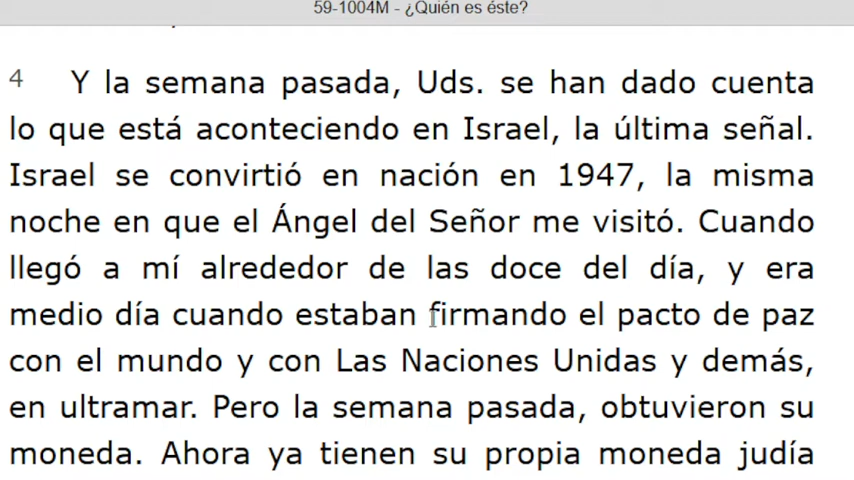 59-1004M - ¿Quién es éste?
4 Y la semana pasada, Uds. se han dado cuenta
lo que está aconteciendo en Israel, la última señal.
Israel se convirtió en nación en 1947, la misma
noche en que el Ángel del Señor me visitó. Cuando
llegó a mí alrededor de las doce del día, y era
medio día cuando estaban firmando el pacto de paz
con el mundo y con Las Naciones Unidas y demás,
en ultramar. Pero la semana pasada, obtuvieron su
moneda. Ahora ya tienen su propia moneda judía